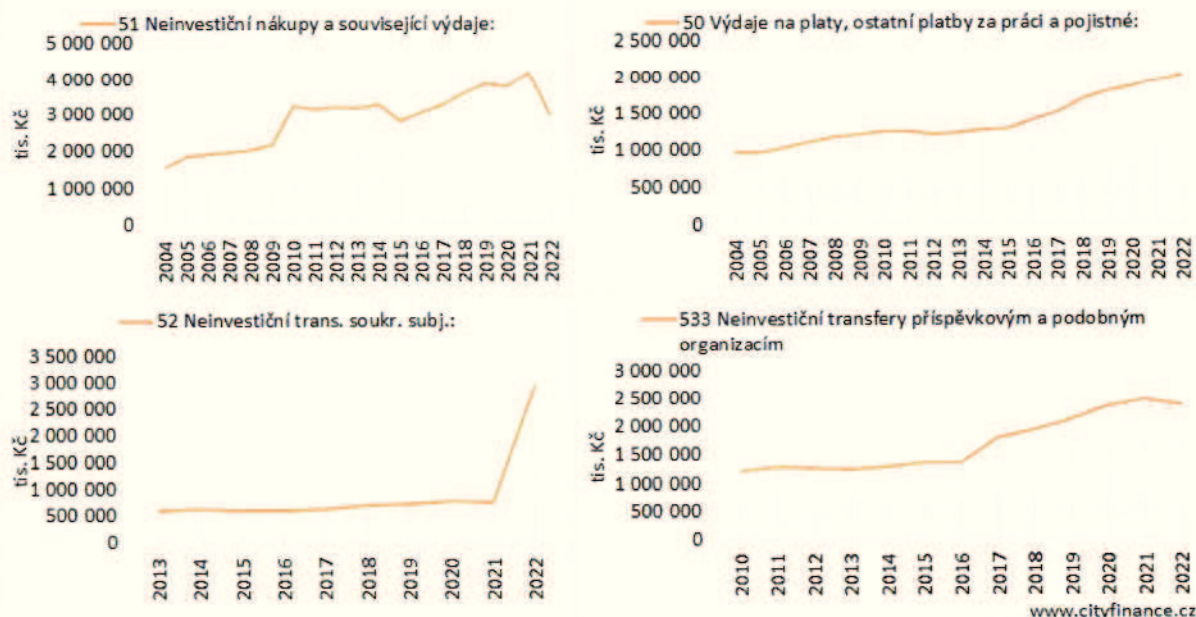 51 Neinvestiční nákupy a související výdaje:
5 000 000
4 000 000
3 000 000
2 000 000
1 000 000
0
tis. Kč
2004
2005
2006
2007
2008
2009
2010
2011
2012
2013
2014
2015
2016
2017
2018
2019
2020
2021
2022
50 Výdaje na platy, ostatní platby za práci a pojistné:
2 500 000
2 000 000
1 500 000
1 000 000
500 000
0
tis. Kč
2004
2005
2006
2007
2008
2009
2010
2011
2012
2013
2014
2015
2016
2017
2018
2019
2020
2021
2022
52 Neinvestiční trans. soukr. subj.:
3 500 000
3 000 000
2 500 000
2 000 000
1 500 000
1 000 000
500 000
0
tis. Kč
2013
2014
2015
2016
2017
2018
2019
2020
2021
2022
533 Neinvestiční transfery příspěvkovým a podobným
organizacím
3 000 000
2 500 000
2 000 000
1 500 000
1 000 000
500 000
0
tis. Kč
2010
2011
2012
2013
2014
2015
2016
2017
2018
2019
2020
2021
2022
www.cityfinance.cz